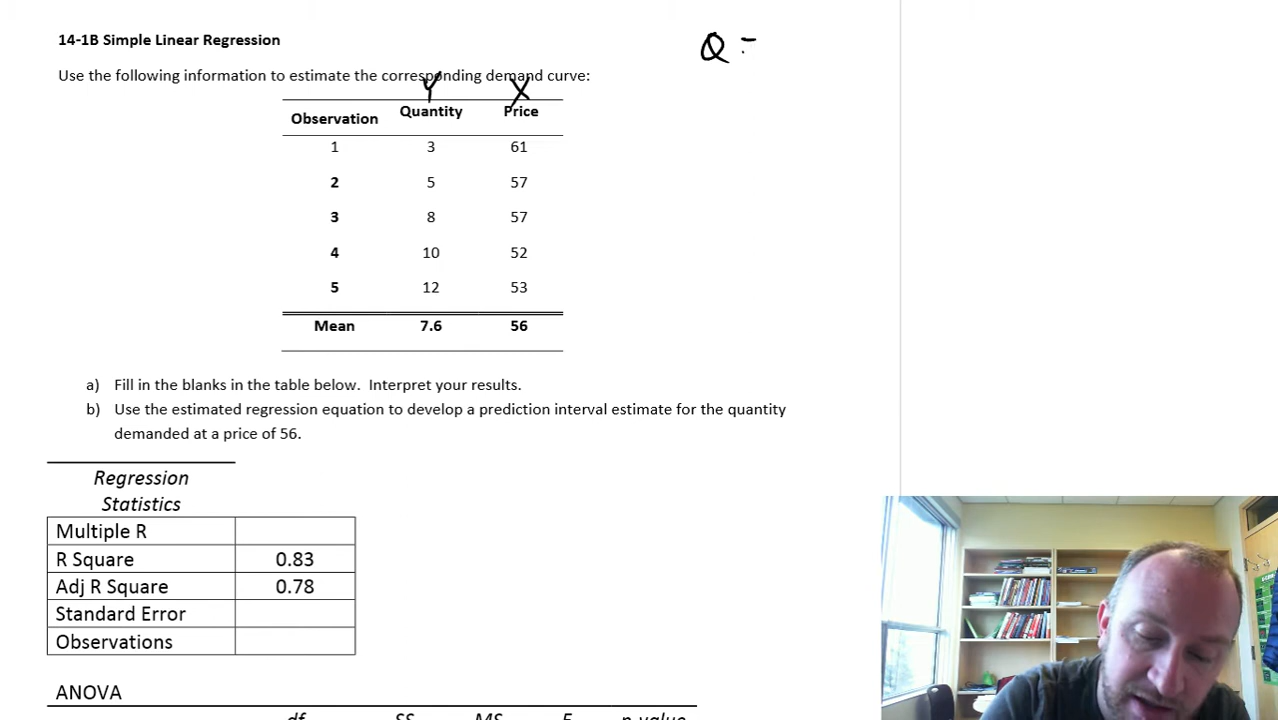 14-1B Simple Linear Regression
Q =
Use the following information to estimate the corresponding demand curve:
Y X
Observation Quantity Price
1 3 61
2 5 57
3 8 57
4 10 52
5 12 53
Mean 7.6 56
a) Fill in the blanks in the table below. Interpret your results.
b) Use the estimated regression equation to develop a prediction interval estimate for the quantity
demanded at a price of 56.
Regression
Statistics
Multiple R
R Square 0.83
Adj R Square 0.78
Standard Error
Observations
ANOVA
df SS MS F p-value